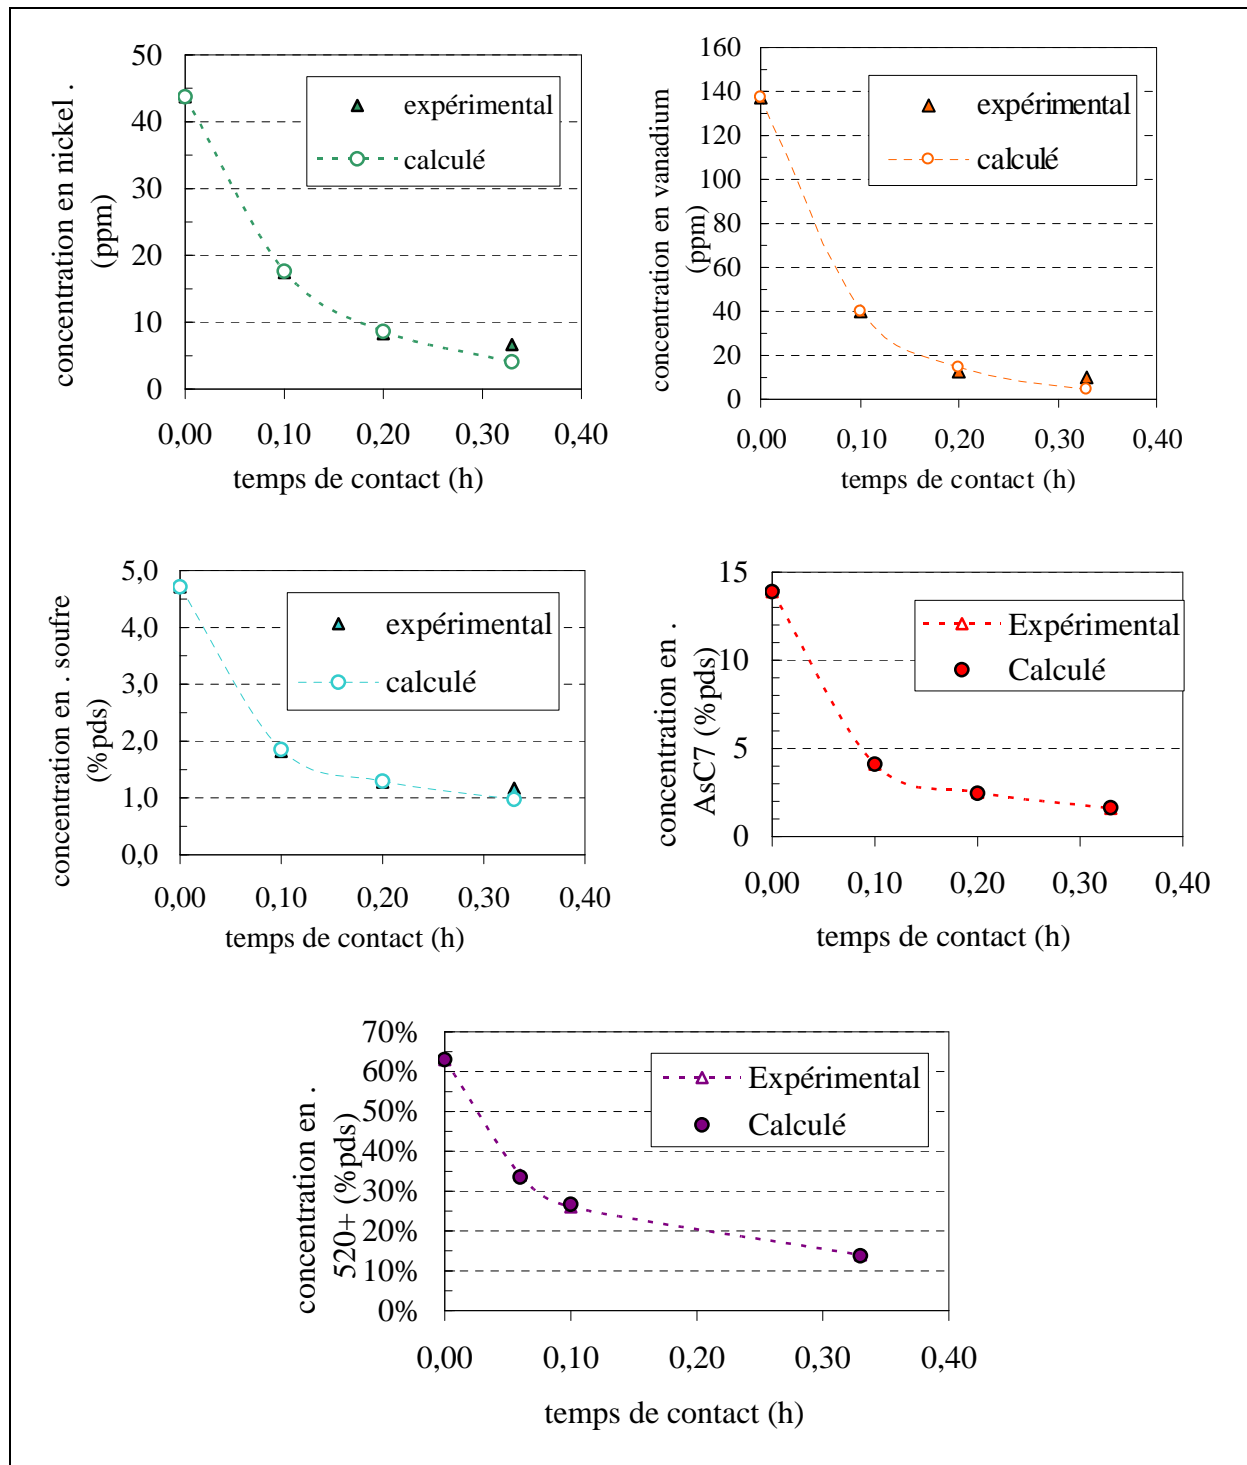 concentration en nickel .
(ppm)
50
40
30
20
10
0
expérimental
calculé
0,00 0,10 0,20 0,30 0,40
temps de contact (h)
concentration en vanadium
(ppm)
160
140
120
100
80
60
40
20
0
expérimental
calculé
0,00 0,10 0,20 0,30 0,40
temps de contact (h)
concentration en . soufre
(%pds)
5,0
4,0
3,0
2,0
1,0
0,0
expérimental
calculé
0,00 0,10 0,20 0,30 0,40
temps de contact (h)
concentration en .
AsC7 (%pds)
15
10
5
0
Expérimental
Calculé
0,00 0,10 0,20 0,30 0,40
temps de contact (h)
concentration en .
520+ (%pds)
70%
60%
50%
40%
30%
20%
10%
0%
Expérimental
Calculé
0,00 0,10 0,20 0,30 0,40
temps de contact (h)